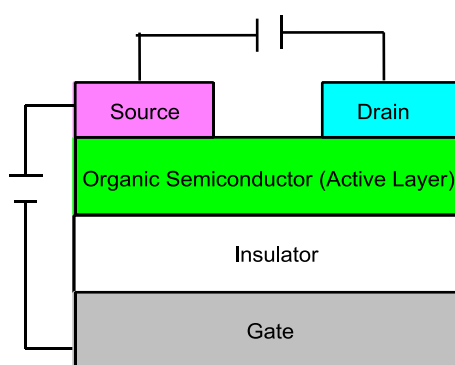 Source
Drain
Organic Semiconductor (Active Layer)
Insulator
Gate